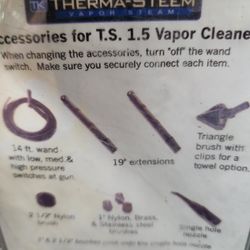 TK THERMA-STEEM
VAPOR STEAM
ccessories for T.S. 1.5 Vapor Cleane
When changing the accessories, turn "off" the wand
switch. Make sure you securely connect each item.
14 ft. wand
with low, med.&
high pressure
switches at gun.
19" extensions
Triangle
brush with
clips for a
towel option.
2 1/2" Nylon
brush
1" Nylon, Brass,
& Stainless steel
brushes
Single hole
nozzle